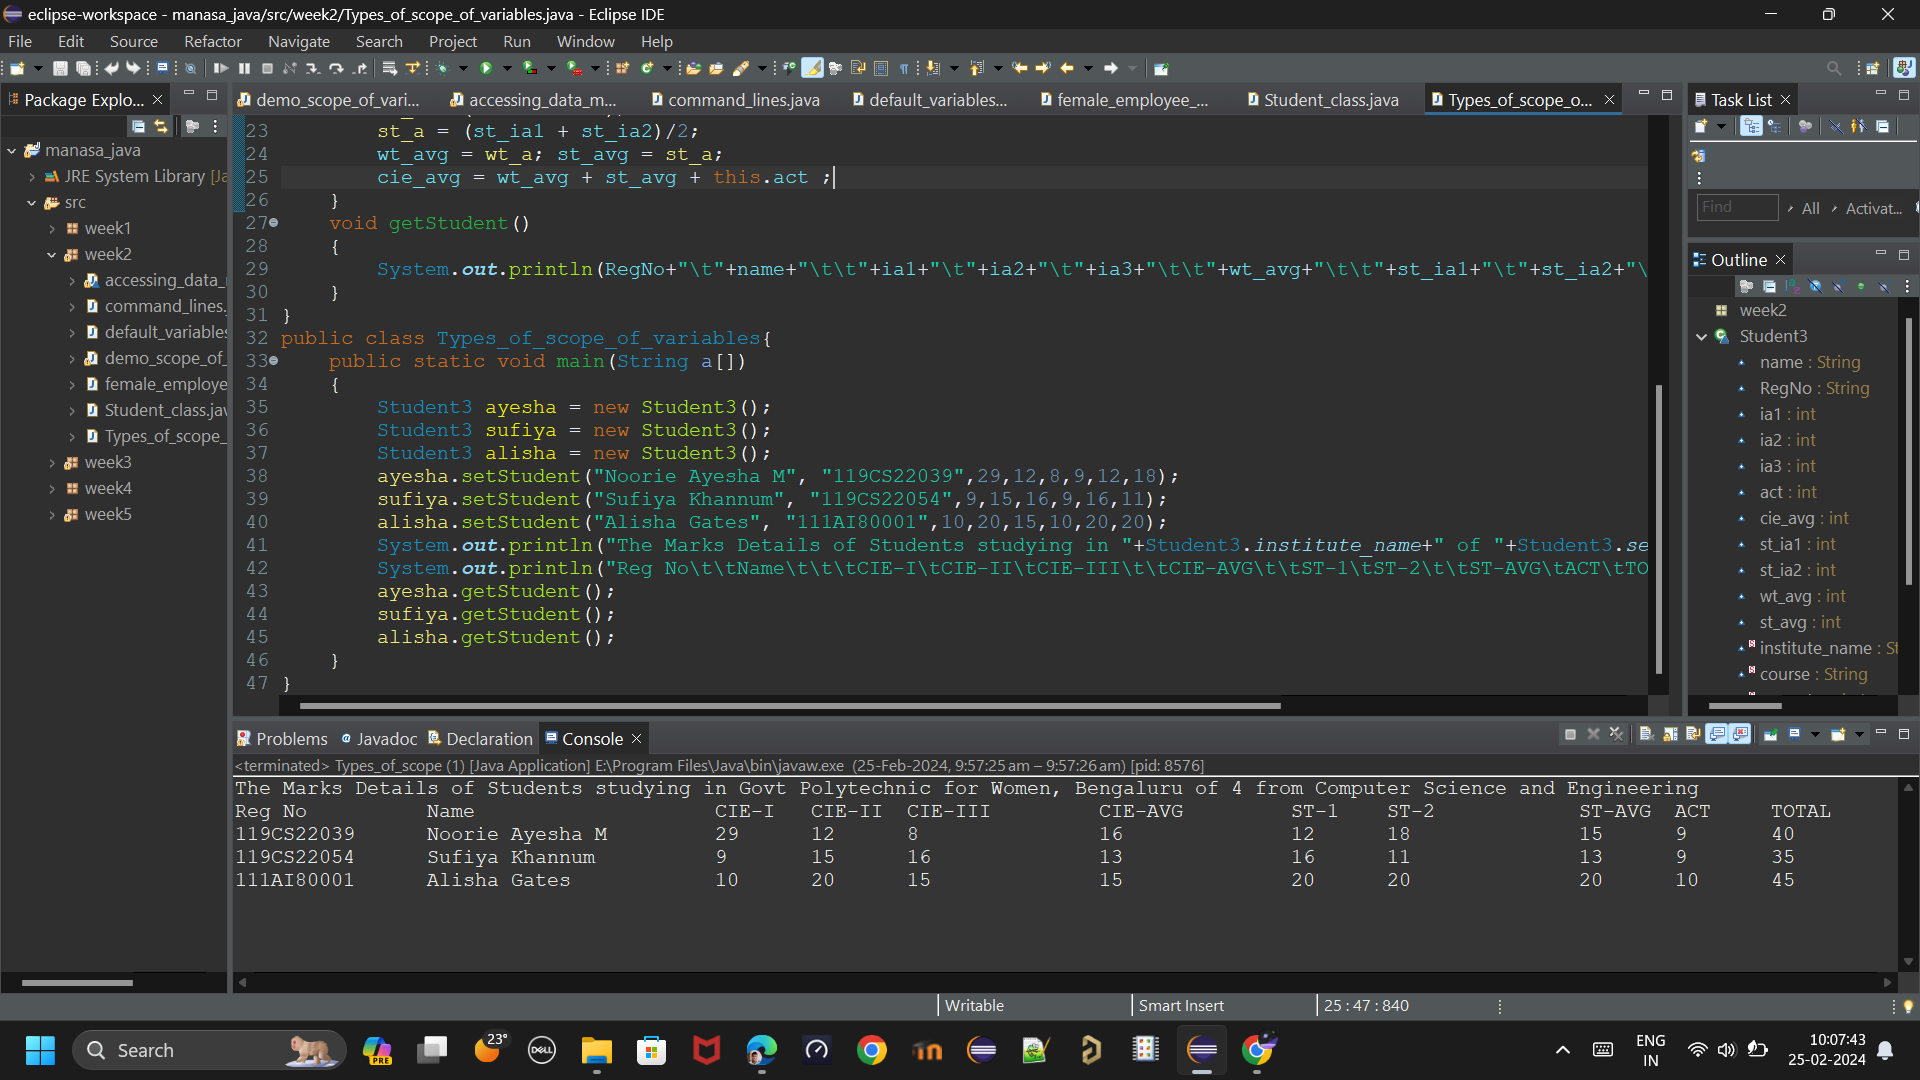 eclipse-workspace - manasa_java/src/week2/Types_of_scope_of_variables.java - Eclipse IDE
File Edit Source Refactor Navigate Search Project Run Window Help
Package Explo...
demo_scope_of_vari... accessing_data_m... command_lines.java default_variables... female_employee_... Student_class.java Types_of_scope_o...
Task List
manasa_java
JRE System Library [Ja
src
week1
week2
accessing_data_
command_lines.
default_variables
demo_scope_of_
female_employe
Student_class.jav
Types_of_scope_
week3
week4
week5
23 st_a = (st_ia1 + st_ia2)/2;
24 wt_avg = wt_a; st_avg = st_a;
25 cie_avg = wt_avg + st_avg + this.act ;
26 }
27 void getStudent()
28 {
29 System.out.println(RegNo+"\t"+name+"\t\t"+ia1+"\t"+ia2+"\t"+ia3+"\t\t"+wt_avg+"\t\t"+st_ia1+"\t"+st_ia2+"\
30 }
31 }
32 public class Types_of_scope_of_variables{
33 public static void main(String a[])
34 {
35 Student3 ayesha = new Student3();
36 Student3 sufiya = new Student3();
37 Student3 alisha = new Student3();
38 ayesha.setStudent("Noorie Ayesha M", "119CS22039",29,12,8,9,12,18);
39 sufiya.setStudent("Sufiya Khannum", "119CS22054",9,15,16,9,16,11);
40 alisha.setStudent("Alisha Gates", "111AI80001",10,20,15,10,20,20);
41 System.out.println("The Marks Details of Students studying in "+Student3.institute_name+" of "+Student3.se
42 System.out.println("Reg No\t\tName\t\t\tCIE-I\tCIE-II\tCIE-III\t\tCIE-AVG\t\tST-1\tST-2\t\tST-AVG\tACT\tTO
43 ayesha.getStudent();
44 sufiya.getStudent();
45 alisha.getStudent();
46 }
47 }
Find All Activat...
Outline
week2
Student3
name : String
RegNo : String
ia1 : int
ia2 : int
ia3 : int
act : int
cie_avg : int
st_ia1 : int
st_ia2 : int
wt_avg : int
st_avg : int
institute_name : St
course : String
Problems Javadoc Declaration Console
<terminated> Types_of_scope (1) [Java Application] E:\Program Files\Java\bin\javaw.exe (25-Feb-2024, 9:57:25 am – 9:57:26 am) [pid: 8576]
The Marks Details of Students studying in Govt Polytechnic for Women, Bengaluru of 4 from Computer Science and Engineering
Reg No Name CIE-I CIE-II CIE-III CIE-AVG ST-1 ST-2 ST-AVG ACT TOTAL
119CS22039 Noorie Ayesha M 29 12 8 16 12 18 15 9 40
119CS22054 Sufiya Khannum 9 15 16 13 16 11 13 9 35
111AI80001 Alisha Gates 10 20 15 15 20 20 20 10 45
Writable Smart Insert 25 : 47 : 840
Search
PRE
23°
DELL
ENG
IN
10:07:43
25-02-2024